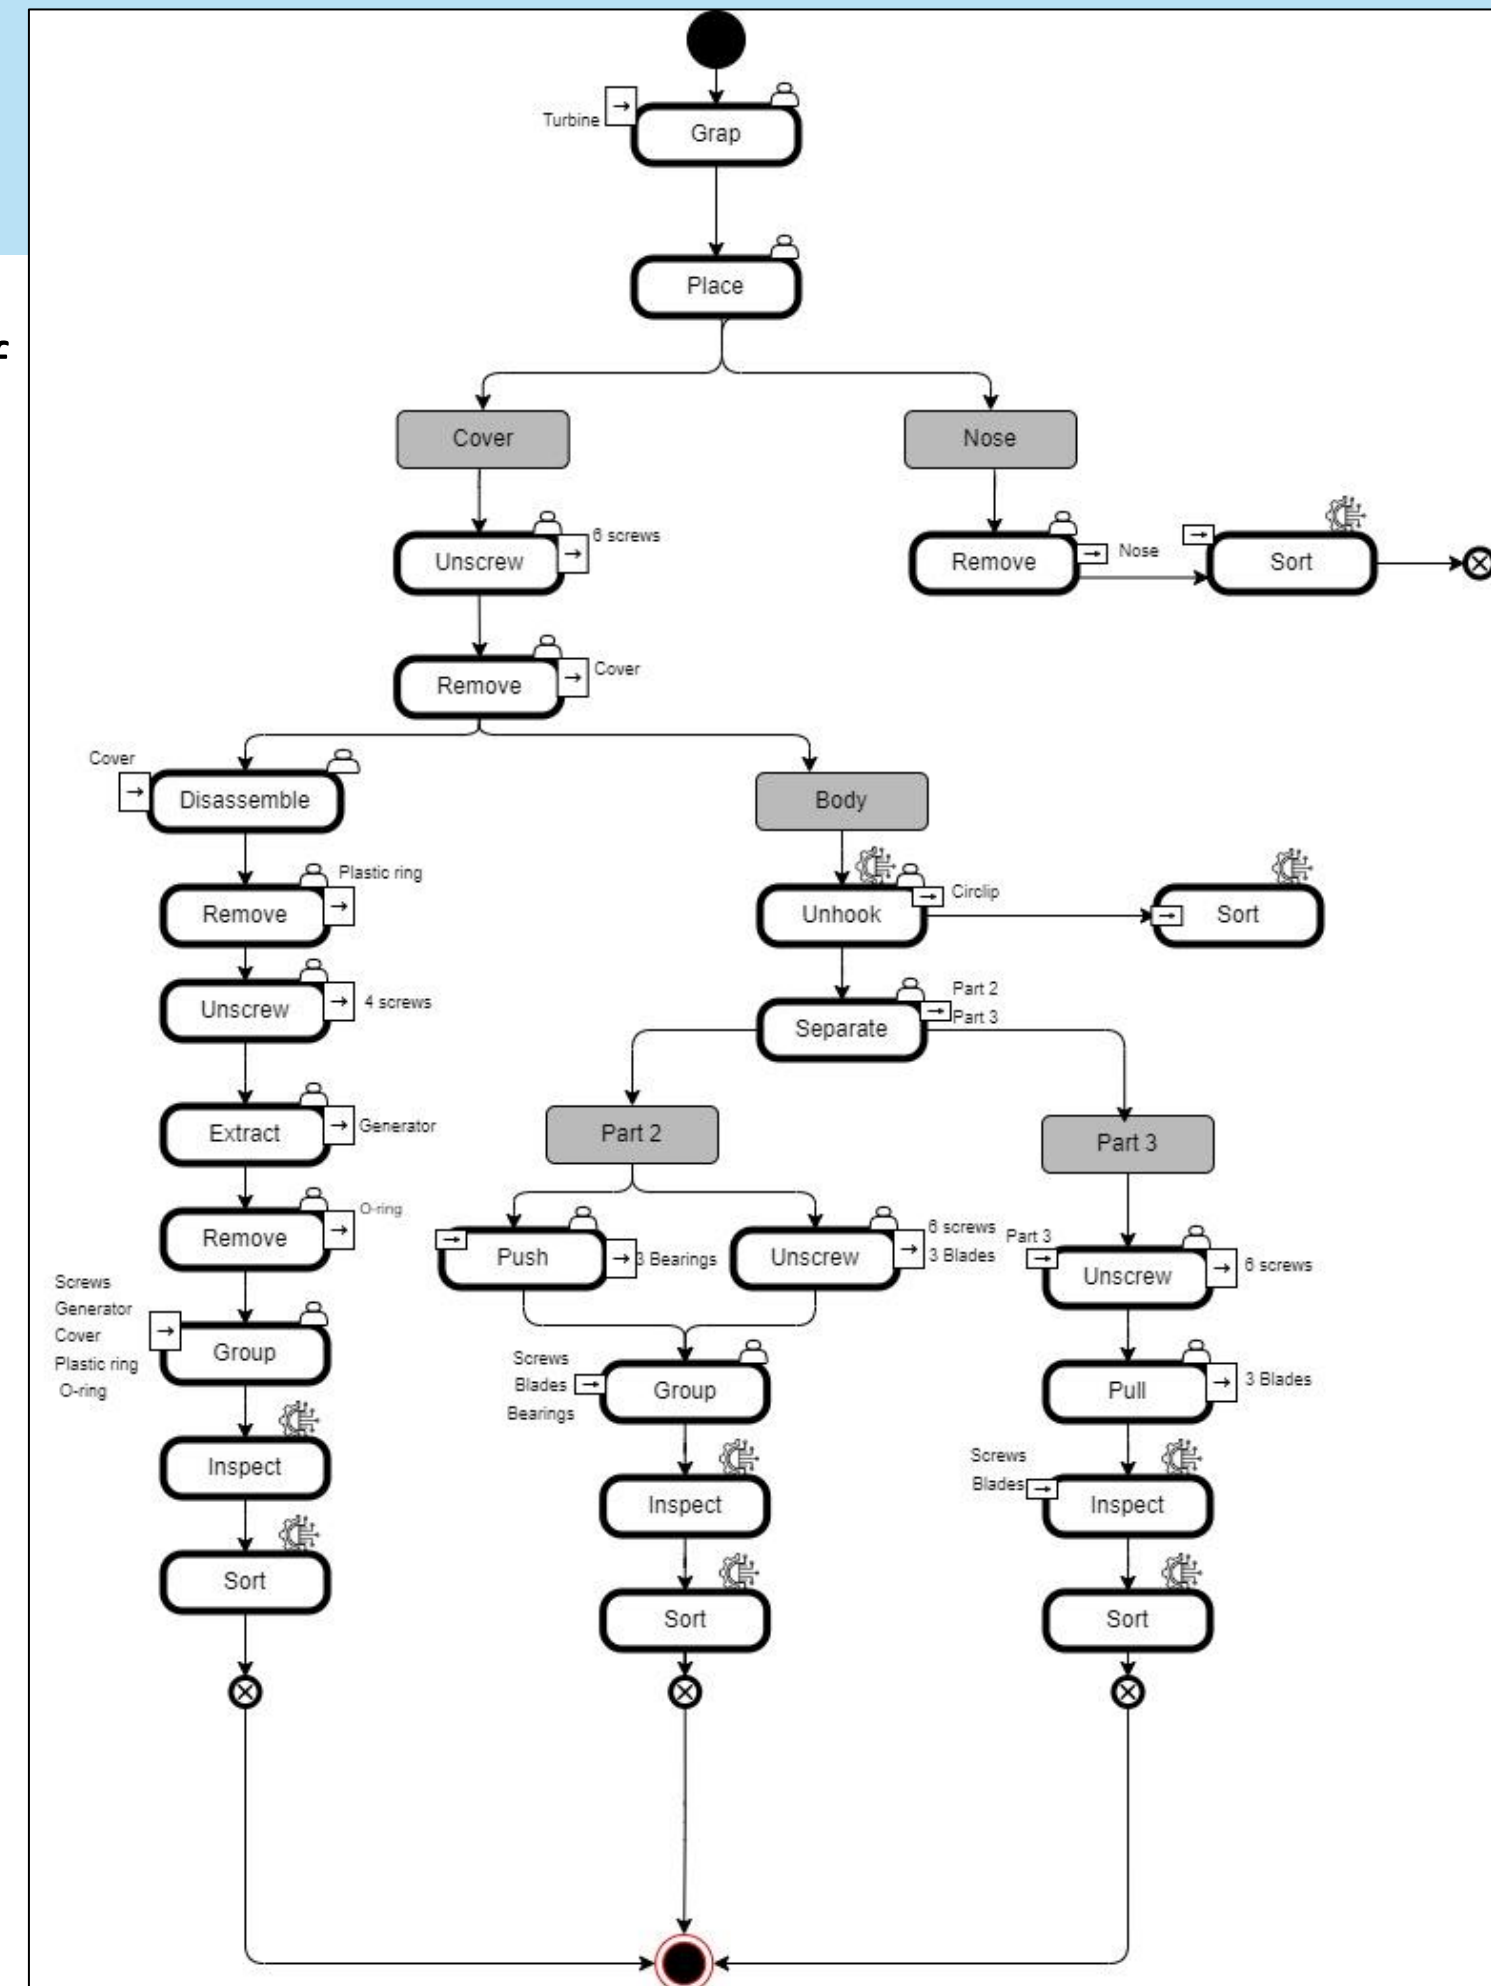 Turbine
Grap
Place
Cover
Nose
Unscrew
6 screws
Remove
Nose
Sort
Remove
Cover
Cover
Disassemble
Body
Remove
Plastic ring
Unhook
Circlip
Sort
Unscrew
4 screws
Separate
Part 2
Part 3
Extract
Generator
Part 2
Part 3
Remove
O-ring
Push
3 Bearings
Unscrew
6 screws
3 Blades
Part 3
Unscrew
6 screws
Screws
Generator
Cover
Plastic ring
O-ring
Group
Screws
Blades
Bearings
Group
Pull
3 Blades
Inspect
Inspect
Screws
Blades
Inspect
Sort
Sort
Sort